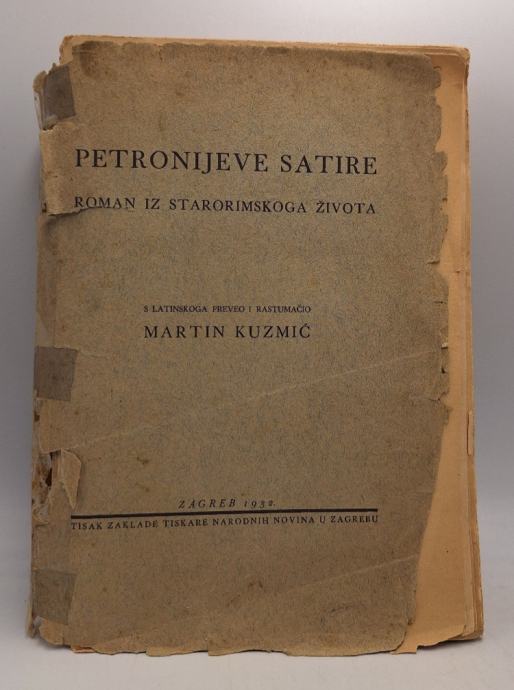 PETRONIJEVE SATIRE
ROMAN IZ STARORIMSKOGA ŽIVOTA
S LATINSKOGA PREVEO I RASTUMAČIO
MARTIN KUZMIĆ
ZAGREB 1932.
TISAK ZAKLADE TISKARE NARODNIH NOVINA U ZAGREBU